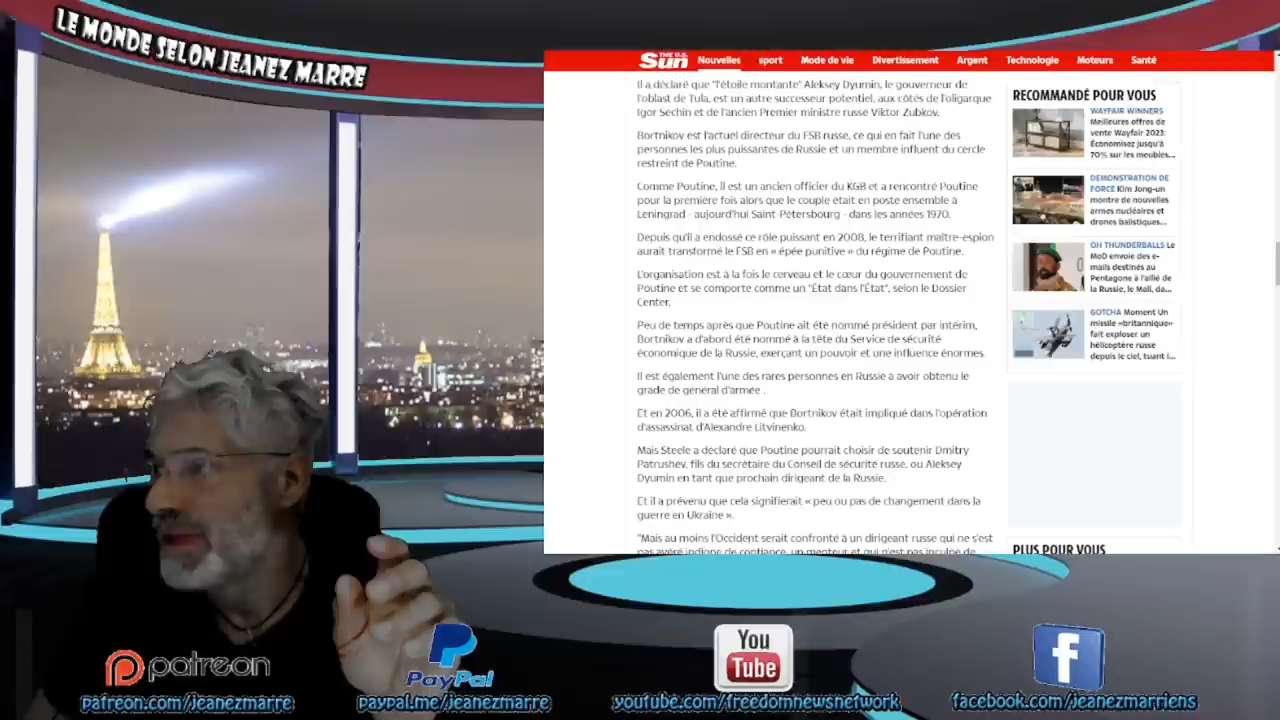 LE MONDE SELON JEANEZ MARRE
THE U.S. Sun
Nouvelles sport Mode de vie Divertissement Argent Technologie Moteurs Santé
Il a déclaré que "l'étoile montante" Aleksey Dyumin, le gouverneur de
l'oblast de Tula, est un autre successeur potentiel, aux côtés de l'oligarque
Igor Sechin et de l'ancien Premier ministre russe Viktor Zubkov.
Bortnikov est l'actuel directeur du FSB russe, ce qui en fait l'une des
personnes les plus puissantes de Russie et un membre influent du cercle
restreint de Poutine.
Comme Poutine, il est un ancien officier du KGB et a rencontré Poutine
pour la première fois alors que le couple était en poste ensemble à
Leningrad - aujourd'hui Saint-Pétersbourg - dans les années 1970.
Depuis qu'il a endossé ce rôle puissant en 2008, le terrifiant maître-espion
aurait transformé le FSB en « épée punitive » du régime de Poutine.
L'organisation est à la fois le cerveau et le cœur du gouvernement de
Poutine et se comporte comme un "État dans l'État", selon le Dossier
Center.
Peu de temps après que Poutine ait été nommé président par intérim,
Bortnikov a d'abord été nommé à la tête du Service de sécurité
économique de la Russie, exerçant un pouvoir et une influence énormes.
Il est également l'une des rares personnes en Russie à avoir obtenu le
grade de général d'armée .
Et en 2006, il a été affirmé que Bortnikov était impliqué dans l'opération
d'assassinat d'Alexandre Litvinenko.
Mais Steele a déclaré que Poutine pourrait choisir de soutenir Dmitry
Patrushev, fils du secrétaire du Conseil de sécurité russe, ou Aleksey
Dyumin en tant que prochain dirigeant de la Russie.
Et il a prévenu que cela signifierait « peu ou pas de changement dans la
guerre en Ukraine ».
"Mais au moins l'Occident serait confronté à un dirigeant russe qui ne s'est
pas avéré indigne de confiance, un menteur et qui n'est pas inculpé de
RECOMMANDÉ POUR VOUS
WAYFAIR WINNERS
Meilleures offres de
vente Wayfair 2023:
Économisez jusqu'à
70% sur les meubles...
DÉMONSTRATION DE
FORCE Kim Jong-un
montre de nouvelles
armes nucléaires et
drones balistiques...
OH THUNDERBALLS Le
MoD envoie des e-
mails destinés au
Pentagone à l'allié de
la Russie, le Mali, da...
GOTCHA Moment Un
missile «britannique»
fait exploser un
hélicoptère russe
depuis le ciel, tuant l...
PLUS POUR VOUS
patreon
patreon.com/jeanezmarre
PayPal
paypal.me/jeanezmarre
You
Tube
youtube.com/freedomnewsnetwork
f
facebook.com/jeanezmarriens